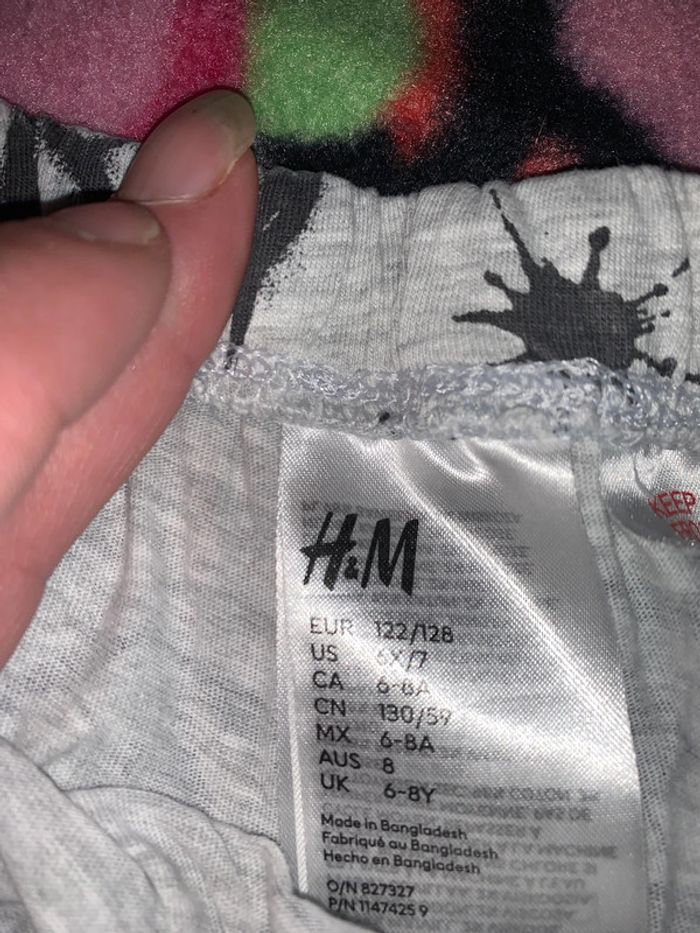 H&M
EUR 122/128
US 6X/7
CA 6-8A
CN 130/59
MX 6-8A
AUS 8
UK 6-8Y
Made in Bangladesh
Fabriqué au Bangladesh
Hecho en Bangladesh
O/N 827327
P/N 1147425 9
KEEP